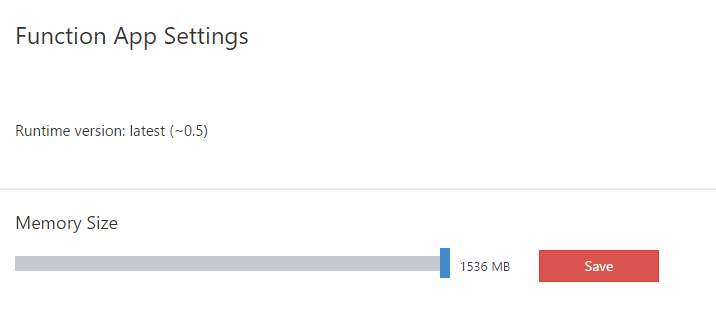 Function App Settings
Runtime version: latest (~0.5)
Memory Size
1536 MB
Save